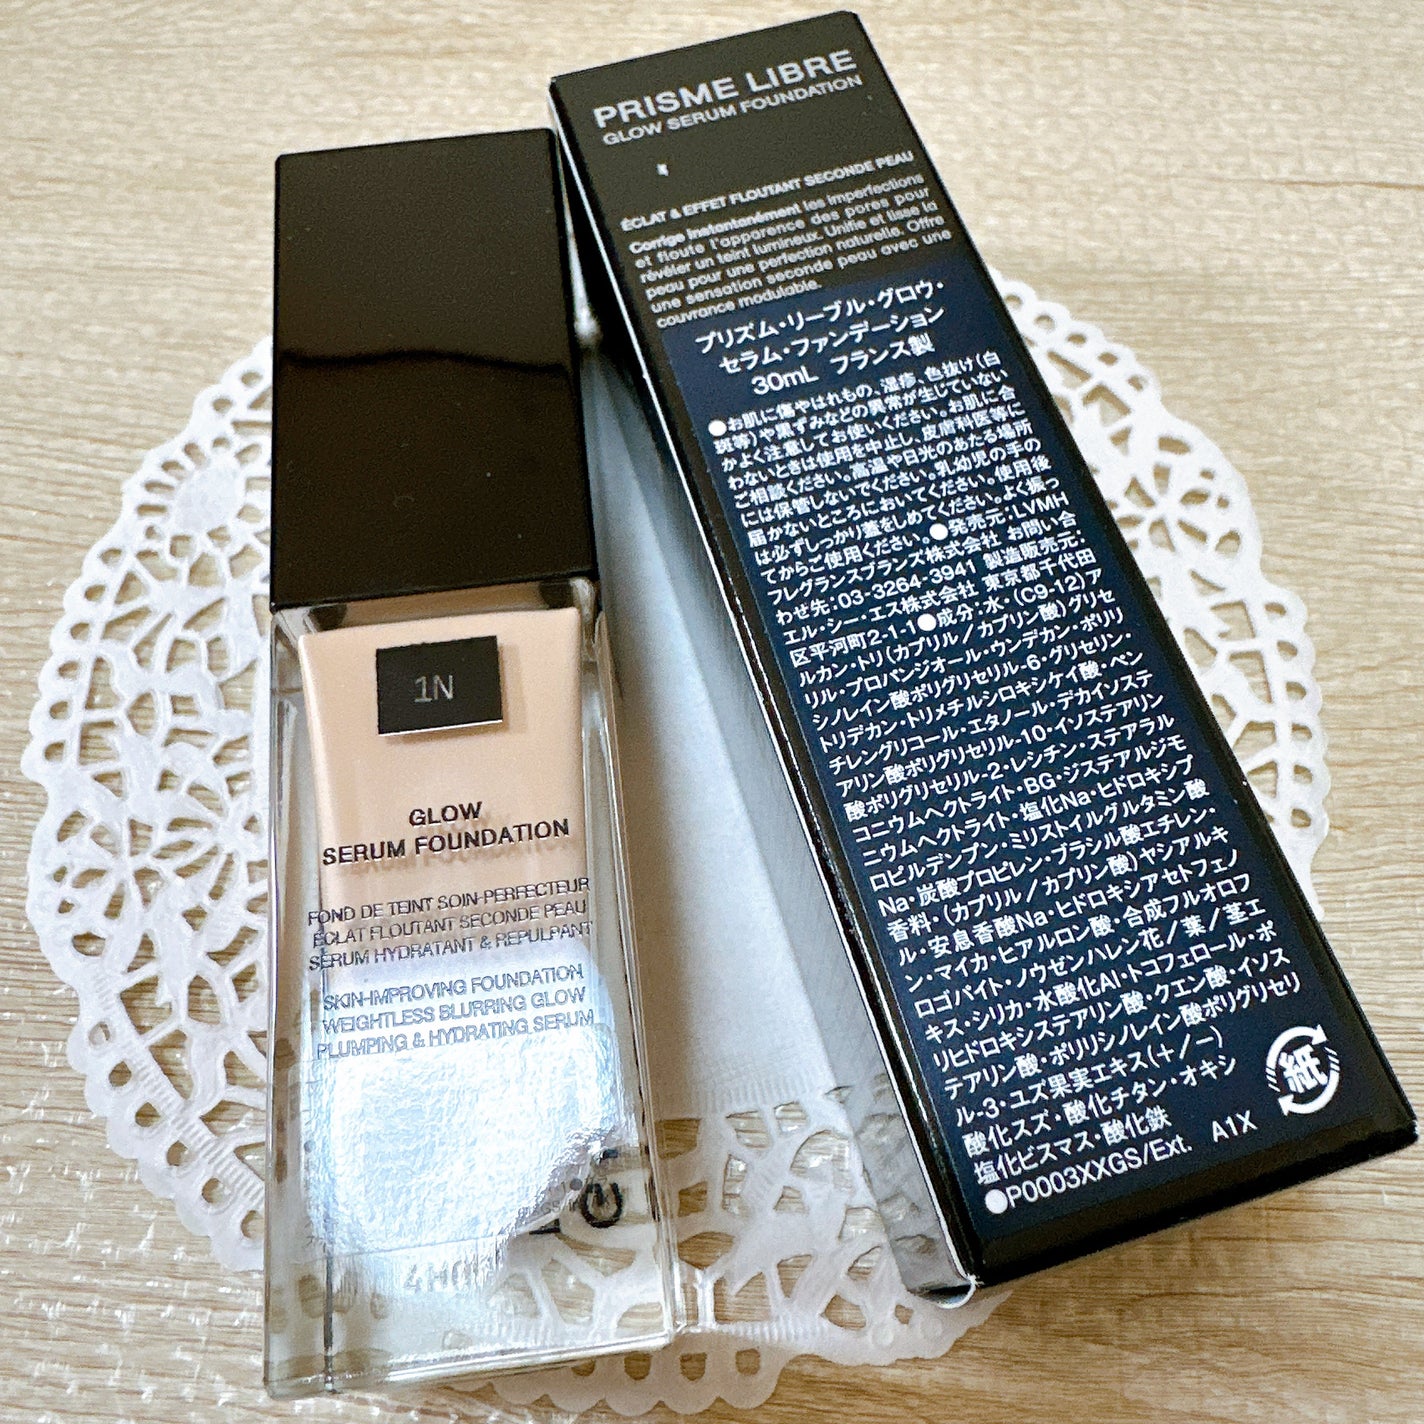 1N
GLOW
SERUM FOUNDATION
FOND DE TEINT SOIN-PERFECTEUR
ÉCLAT FLOUTANT SECONDE PEAU
SÉRUM HYDRATANT & REPULPANT
SKIN-IMPROVING FOUNDATION
WEIGHTLESS BLURRING GLOW
PLUMPING & HYDRATING SERUM
PRISME LIBRE
GLOW SERUM FOUNDATION
ÉCLAT & EFFET FLOUTANT SECONDE PEAU
Corrige instantanément les imperfections
et floute l'apparence des pores pour
révéler un teint lumineux. Unifie et lisse la
peau pour une perfection naturelle. Offre
une sensation seconde peau avec une
couvrance modulable.
プリズム・リーブル・グロウ・
セラム・ファンデーション
30mL フランス製
●お肌に傷やはれもの、湿疹、色抜け(白
斑等)や黒ずみなどの異常が生じていない
かよく注意してお使いください。お肌に合
わないときは使用を中止し、皮膚科医等に
ご相談ください。高温や日光のあたる場所
には保管しないでください。乳幼児の手の
届かないところにおいてください。使用後
は必ずしっかり蓋をしめてください。よく振っ
てからご使用ください。●発売元:LVMH
フレグランスブランズ株式会社 お問い合
わせ先:03-3264-3941 製造販売元:
エル・シー・エス株式会社 東京都千代田
区平河町2-1-1●成分:水・(C9-12)ア
ルカン・トリ(カプリル/カプリン酸)グリセ
リル・プロパンジオール・ウンデカン・ポリリ
シノレイン酸ポリグリセリル-6・グリセリン・
トリデカン・トリメチルシロキシケイ酸・ペン
チレングリコール・エタノール・デカイソステ
アリン酸ポリグリセリル-10・イソステアリン
酸ポリグリセリル-2・レシチン・ステアラル
コニウムヘクトライト・BG・ジステアルジモ
ニウムヘクトライト・塩化Na・ヒドロキシプ
ロピルデンプン・ミリストイルグルタミン酸
Na・炭酸プロピレン・ブラシル酸エチレン・
香料・(カプリル/カプリン酸)ヤシアルキ
ル・安息香酸Na・ヒドロキシアセトフェノ
ン・マイカ・ヒアルロン酸・合成フルオロフ
ロゴパイト・ノウゼンハレン花/葉/茎エ
キス・シリカ・水酸化Al・トコフェロール・ポ
リヒドロキシステアリン酸・クエン酸・イソス
テアリン酸・ポリリシノレイン酸ポリグリセリ
ル-3・ユズ果実エキス(+/-)
酸化スズ・酸化チタン・オキシ
塩化ビスマス・酸化鉄
●P0003XXGS/Ext. A1X
紙